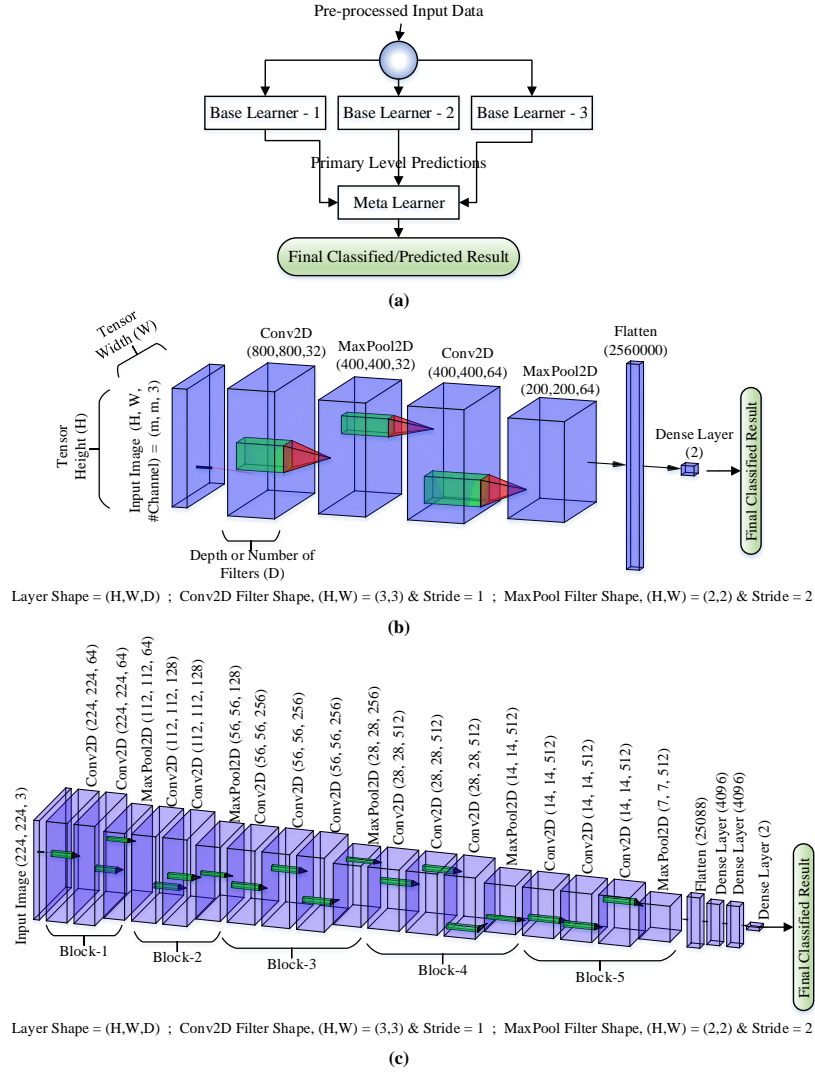 Pre-processed Input Data
Base Learner - 1
Base Learner - 2
Base Learner - 3
Primary Level Predictions
Meta Learner
Final Classified/Predicted Result
(a)
Tensor
Width (W)
Tensor
Height (H)
Input Image (H, W,
#Channel) = (m, m, 3)
Conv2D
(800,800,32)
MaxPool2D
(400,400,32)
Conv2D
(400,400,64)
MaxPool2D
(200,200,64)
Flatten
(2560000)
Dense Layer
(2)
Final Classified Result
Depth or Number of
Filters (D)
Layer Shape = (H,W,D) ; Conv2D Filter Shape, (H,W) = (3,3) & Stride = 1 ; MaxPool Filter Shape, (H,W) = (2,2) & Stride = 2
(b)
Input Image (224, 224, 3)
Conv2D (224, 224, 64)
Conv2D (224, 224, 64)
MaxPool2D (112, 112, 64)
Conv2D (112, 112, 128)
Conv2D (112, 112, 128)
MaxPool2D (56, 56, 128)
Conv2D (56, 56, 256)
Conv2D (56, 56, 256)
Conv2D (56, 56, 256)
MaxPool2D (28, 28, 256)
Conv2D (28, 28, 512)
Conv2D (28, 28, 512)
Conv2D (28, 28, 512)
MaxPool2D (14, 14, 512)
Conv2D (14, 14, 512)
Conv2D (14, 14, 512)
Conv2D (14, 14, 512)
MaxPool2D (7, 7, 512)
Flatten (25088)
Dense Layer (4096)
Dense Layer (4096)
Dense Layer (2)
Final Classified Result
Block-1
Block-2
Block-3
Block-4
Block-5
Layer Shape = (H,W,D) ; Conv2D Filter Shape, (H,W) = (3,3) & Stride = 1 ; MaxPool Filter Shape, (H,W) = (2,2) & Stride = 2
(c)